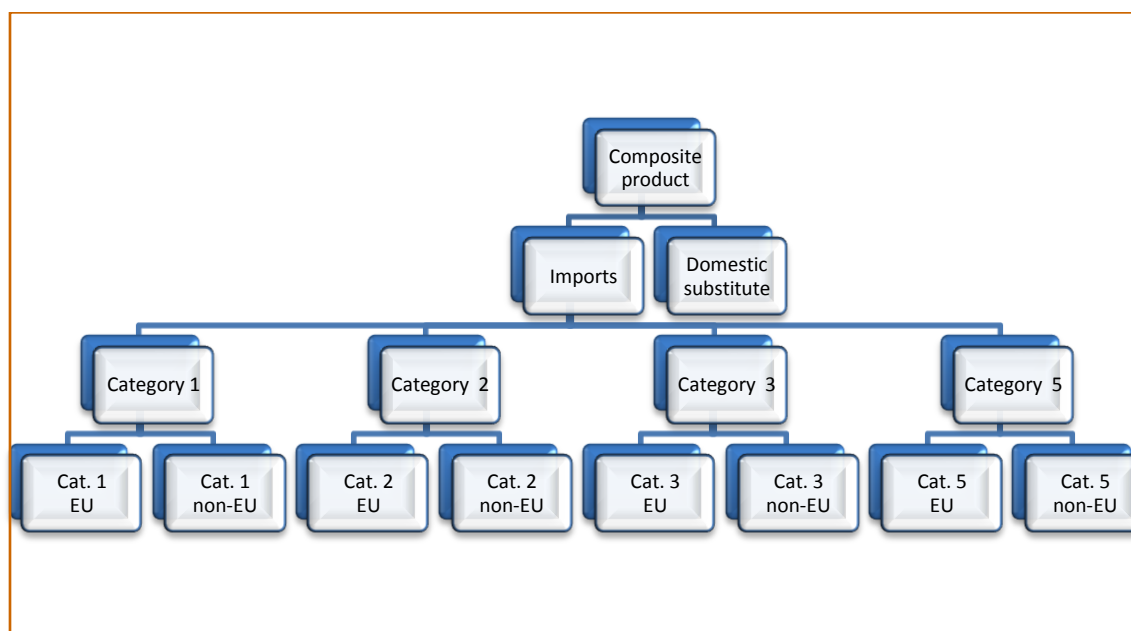 Composite
product
Imports
Domestic
substitute
Category 1
Category 2
Category 3
Category 5
Cat. 1
EU
Cat. 1
non-EU
Cat. 2
EU
Cat. 2
non-EU
Cat. 3
EU
Cat. 3
non-EU
Cat. 5
EU
Cat. 5
non-EU